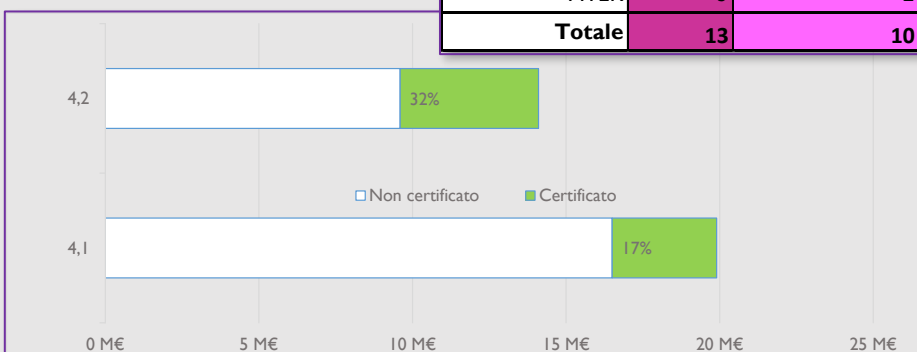 Totale 13 10
4,2 32%
Non certificato Certificato
4,1 17%
0 M€ 5 M€ 10 M€ 15 M€ 20 M€ 25 M€